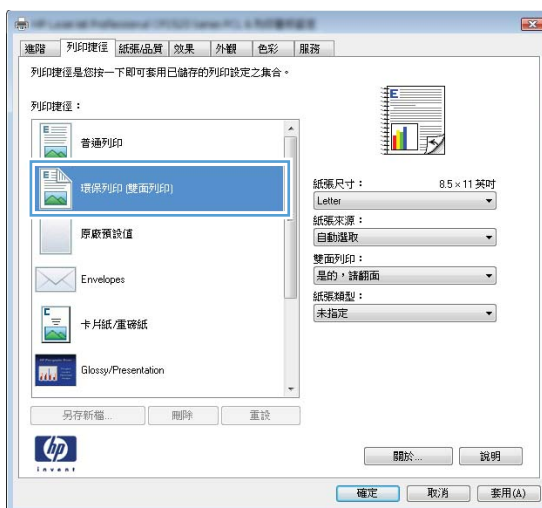 進階 列印捷徑 紙張/品質 效果 外觀 色彩 服務
列印捷徑是您按一下即可套用已儲存的列印設定之集合。
列印捷徑：
普通列印
環保列印 (雙面列印)
原廠預設值
Envelopes
卡片紙/重磅紙
Glossy/Presentation
另存新檔... 刪除 重設
紙張尺寸： 8.5 × 11 英吋
Letter
紙張來源：
自動選取
雙面列印：
是的，請翻面
紙張類型：
未指定
hp
invent
關於... 說明
確定 取消 套用(A)